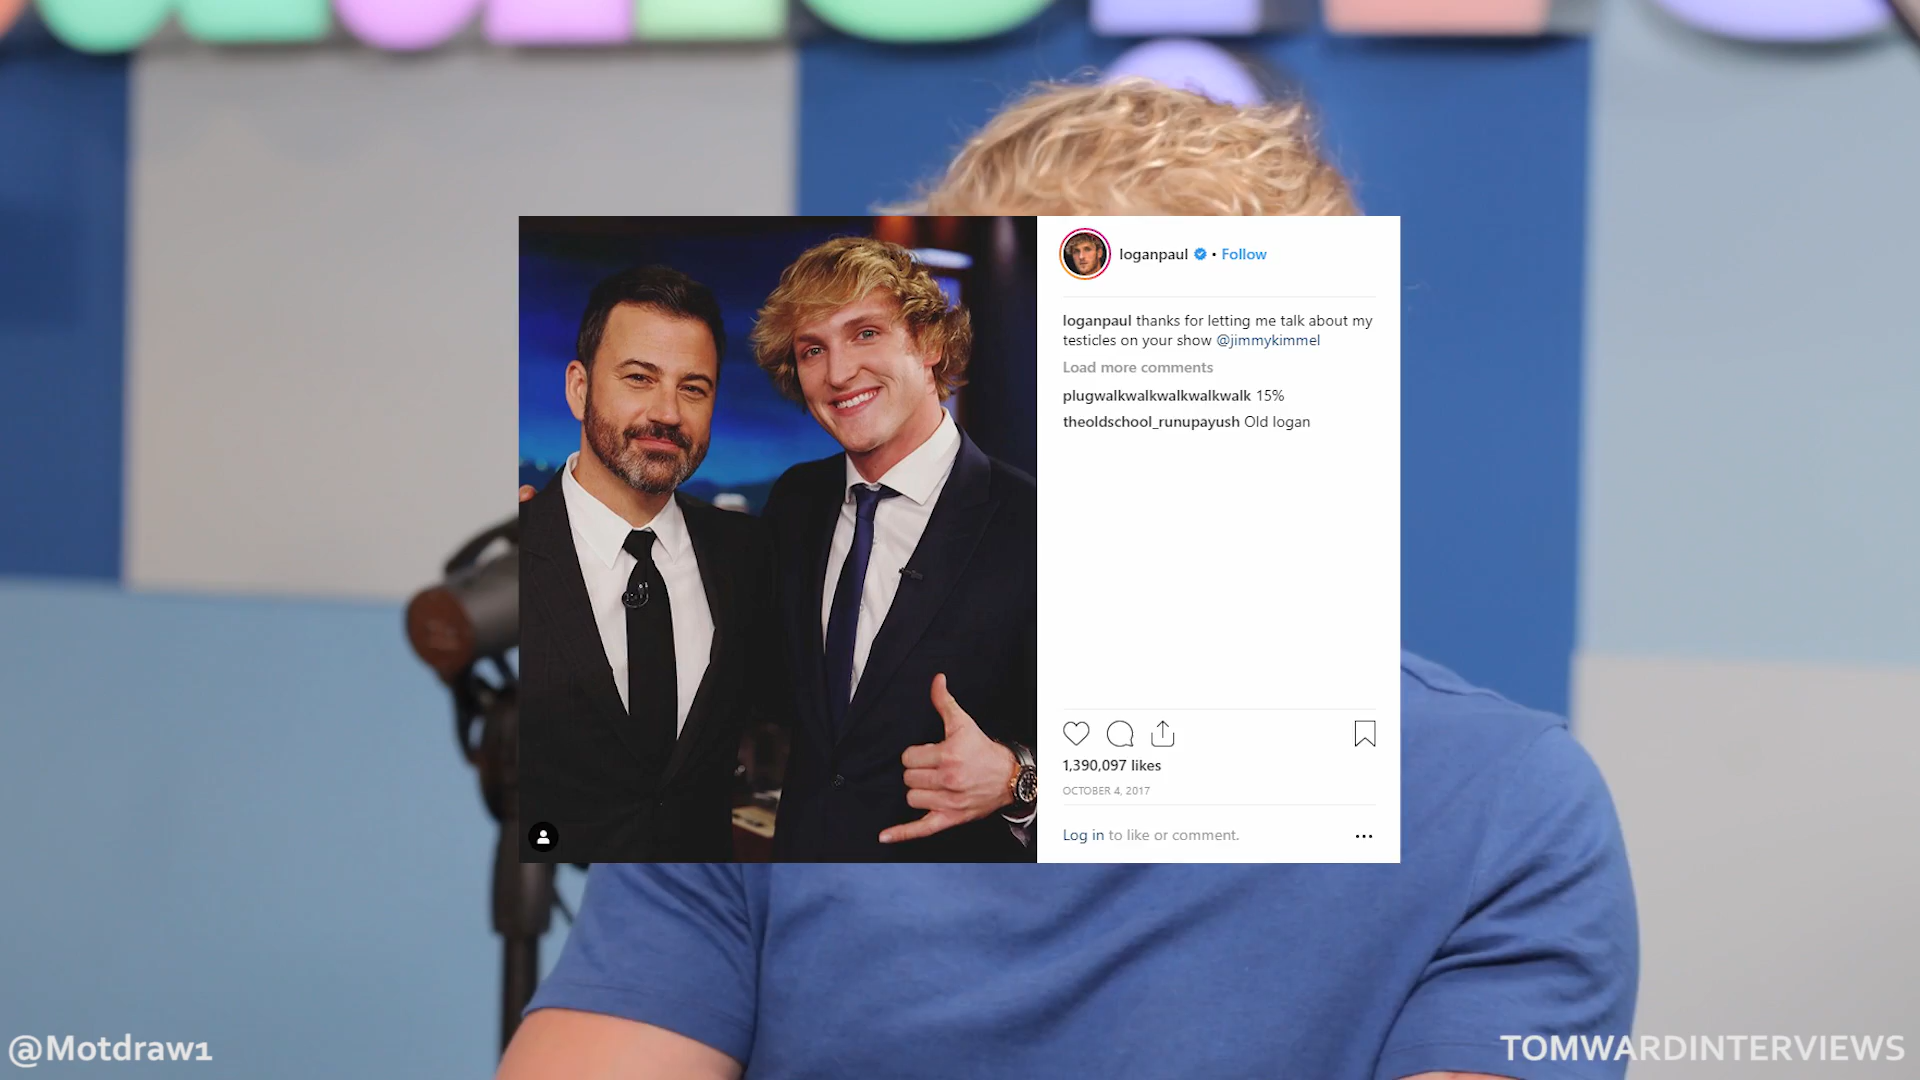 loganpaul • Follow
loganpaul thanks for letting me talk about my
testicles on your show @jimmykimmel
Load more comments
plugwalkwalkwalkwalkwalk 15%
theoldschool_runupayush Old logan
1,390,097 likes
OCTOBER 4, 2017
Log in to like or comment.
@Motdraw1
TOMWARDINTERVIEWS